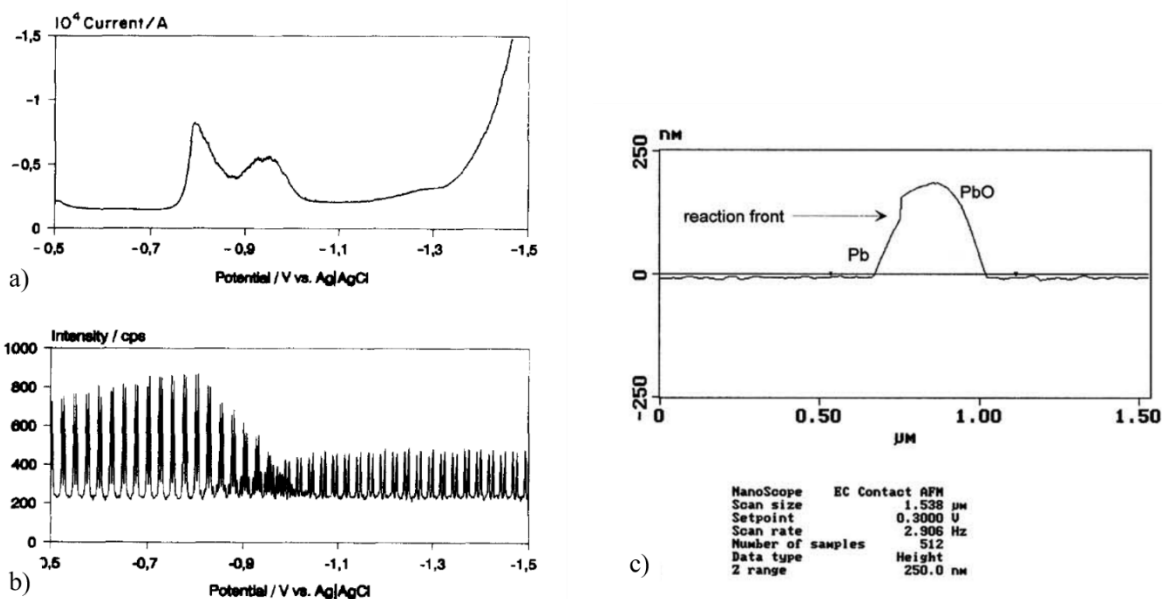 10⁴ Current/A
-1,5
-1
-0,5
0
-0,5 -0,7 -0,9 -1,1 -1,3 -1,5
Potential / V vs. Ag|AgCl
a)
Intensity / cps
1000
800
600
400
200
0
0,5 -0,7 -0,9 -1,1 -1,3 -1,5
Potential / V vs. Ag|AgCl
b)
nM
250
0
-250
PbO
reaction front
Pb
0 0.50 1.00 1.50
µM
NanoScope EC Contact AFM
Scan size 1.538 µm
Setpoint 0.3000 V
Scan rate 2.906 Hz
Number of samples 512
Data type Height
Z range 250.0 nM
c)